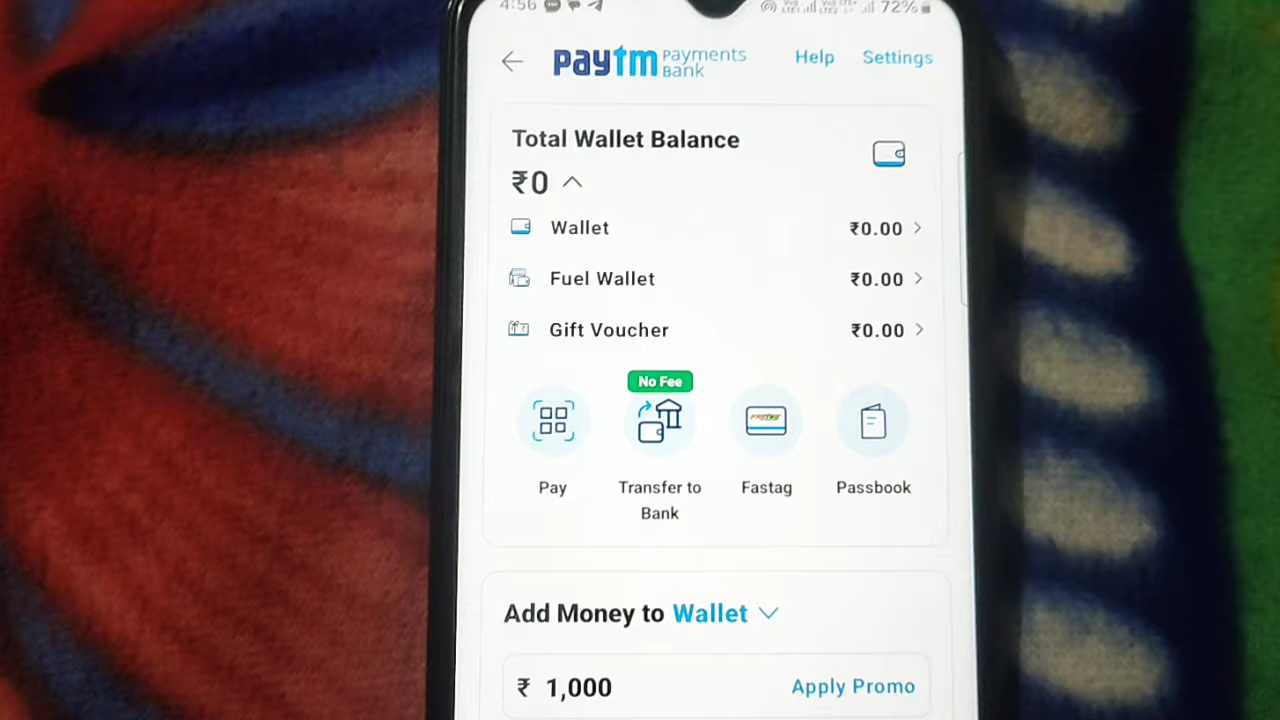 4:56 72%
paytm Payments Bank Help Settings
Total Wallet Balance
₹0
Wallet ₹0.00
Fuel Wallet ₹0.00
Gift Voucher ₹0.00
No Fee
Pay Transfer to Bank Fastag Passbook
Add Money to Wallet
₹ 1,000 Apply Promo